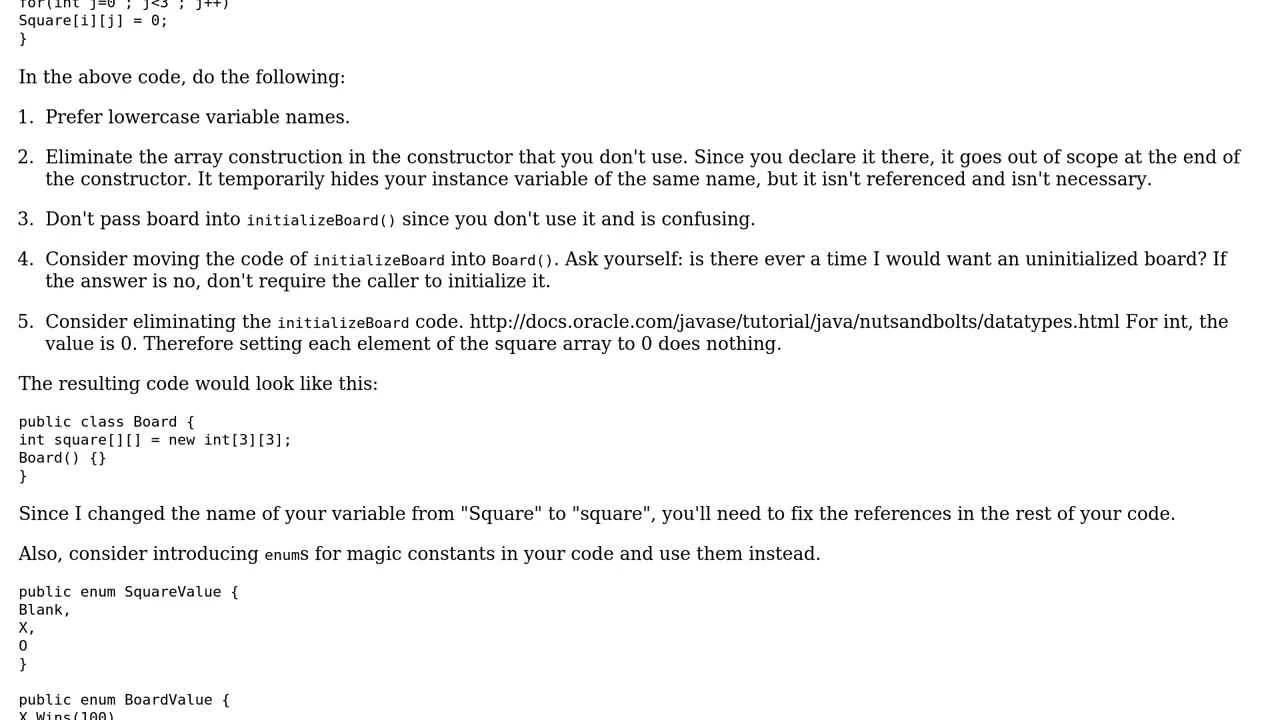 for(int j=0 ; j<3 ; j++)
Square[i][j] = 0;
}
In the above code, do the following:
1. Prefer lowercase variable names.
2. Eliminate the array construction in the constructor that you don't use. Since you declare it there, it goes out of scope at the end of
the constructor. It temporarily hides your instance variable of the same name, but it isn't referenced and isn't necessary.
3. Don't pass board into initializeBoard() since you don't use it and is confusing.
4. Consider moving the code of initializeBoard into Board(). Ask yourself: is there ever a time I would want an uninitialized board? If
the answer is no, don't require the caller to initialize it.
5. Consider eliminating the initializeBoard code. http://docs.oracle.com/javase/tutorial/java/nutsandbolts/datatypes.html For int, the
value is 0. Therefore setting each element of the square array to 0 does nothing.
The resulting code would look like this:
public class Board {
int square[][] = new int[3][3];
Board() {}
}
Since I changed the name of your variable from "Square" to "square", you'll need to fix the references in the rest of your code.
Also, consider introducing enums for magic constants in your code and use them instead.
public enum SquareValue {
Blank,
X,
O
}
public enum BoardValue {
X_Wins(100)